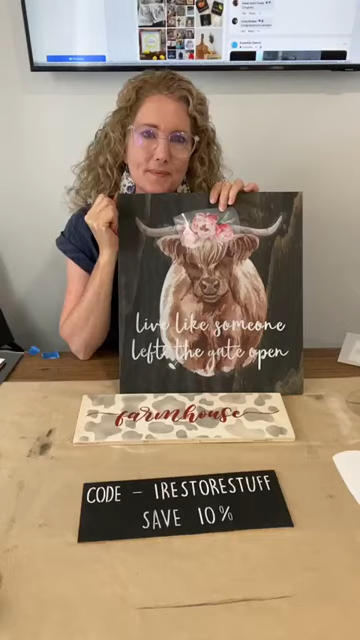 live like someone
left the gate open
farmhouse
CODE - IRESTORESTUFF
SAVE 10%